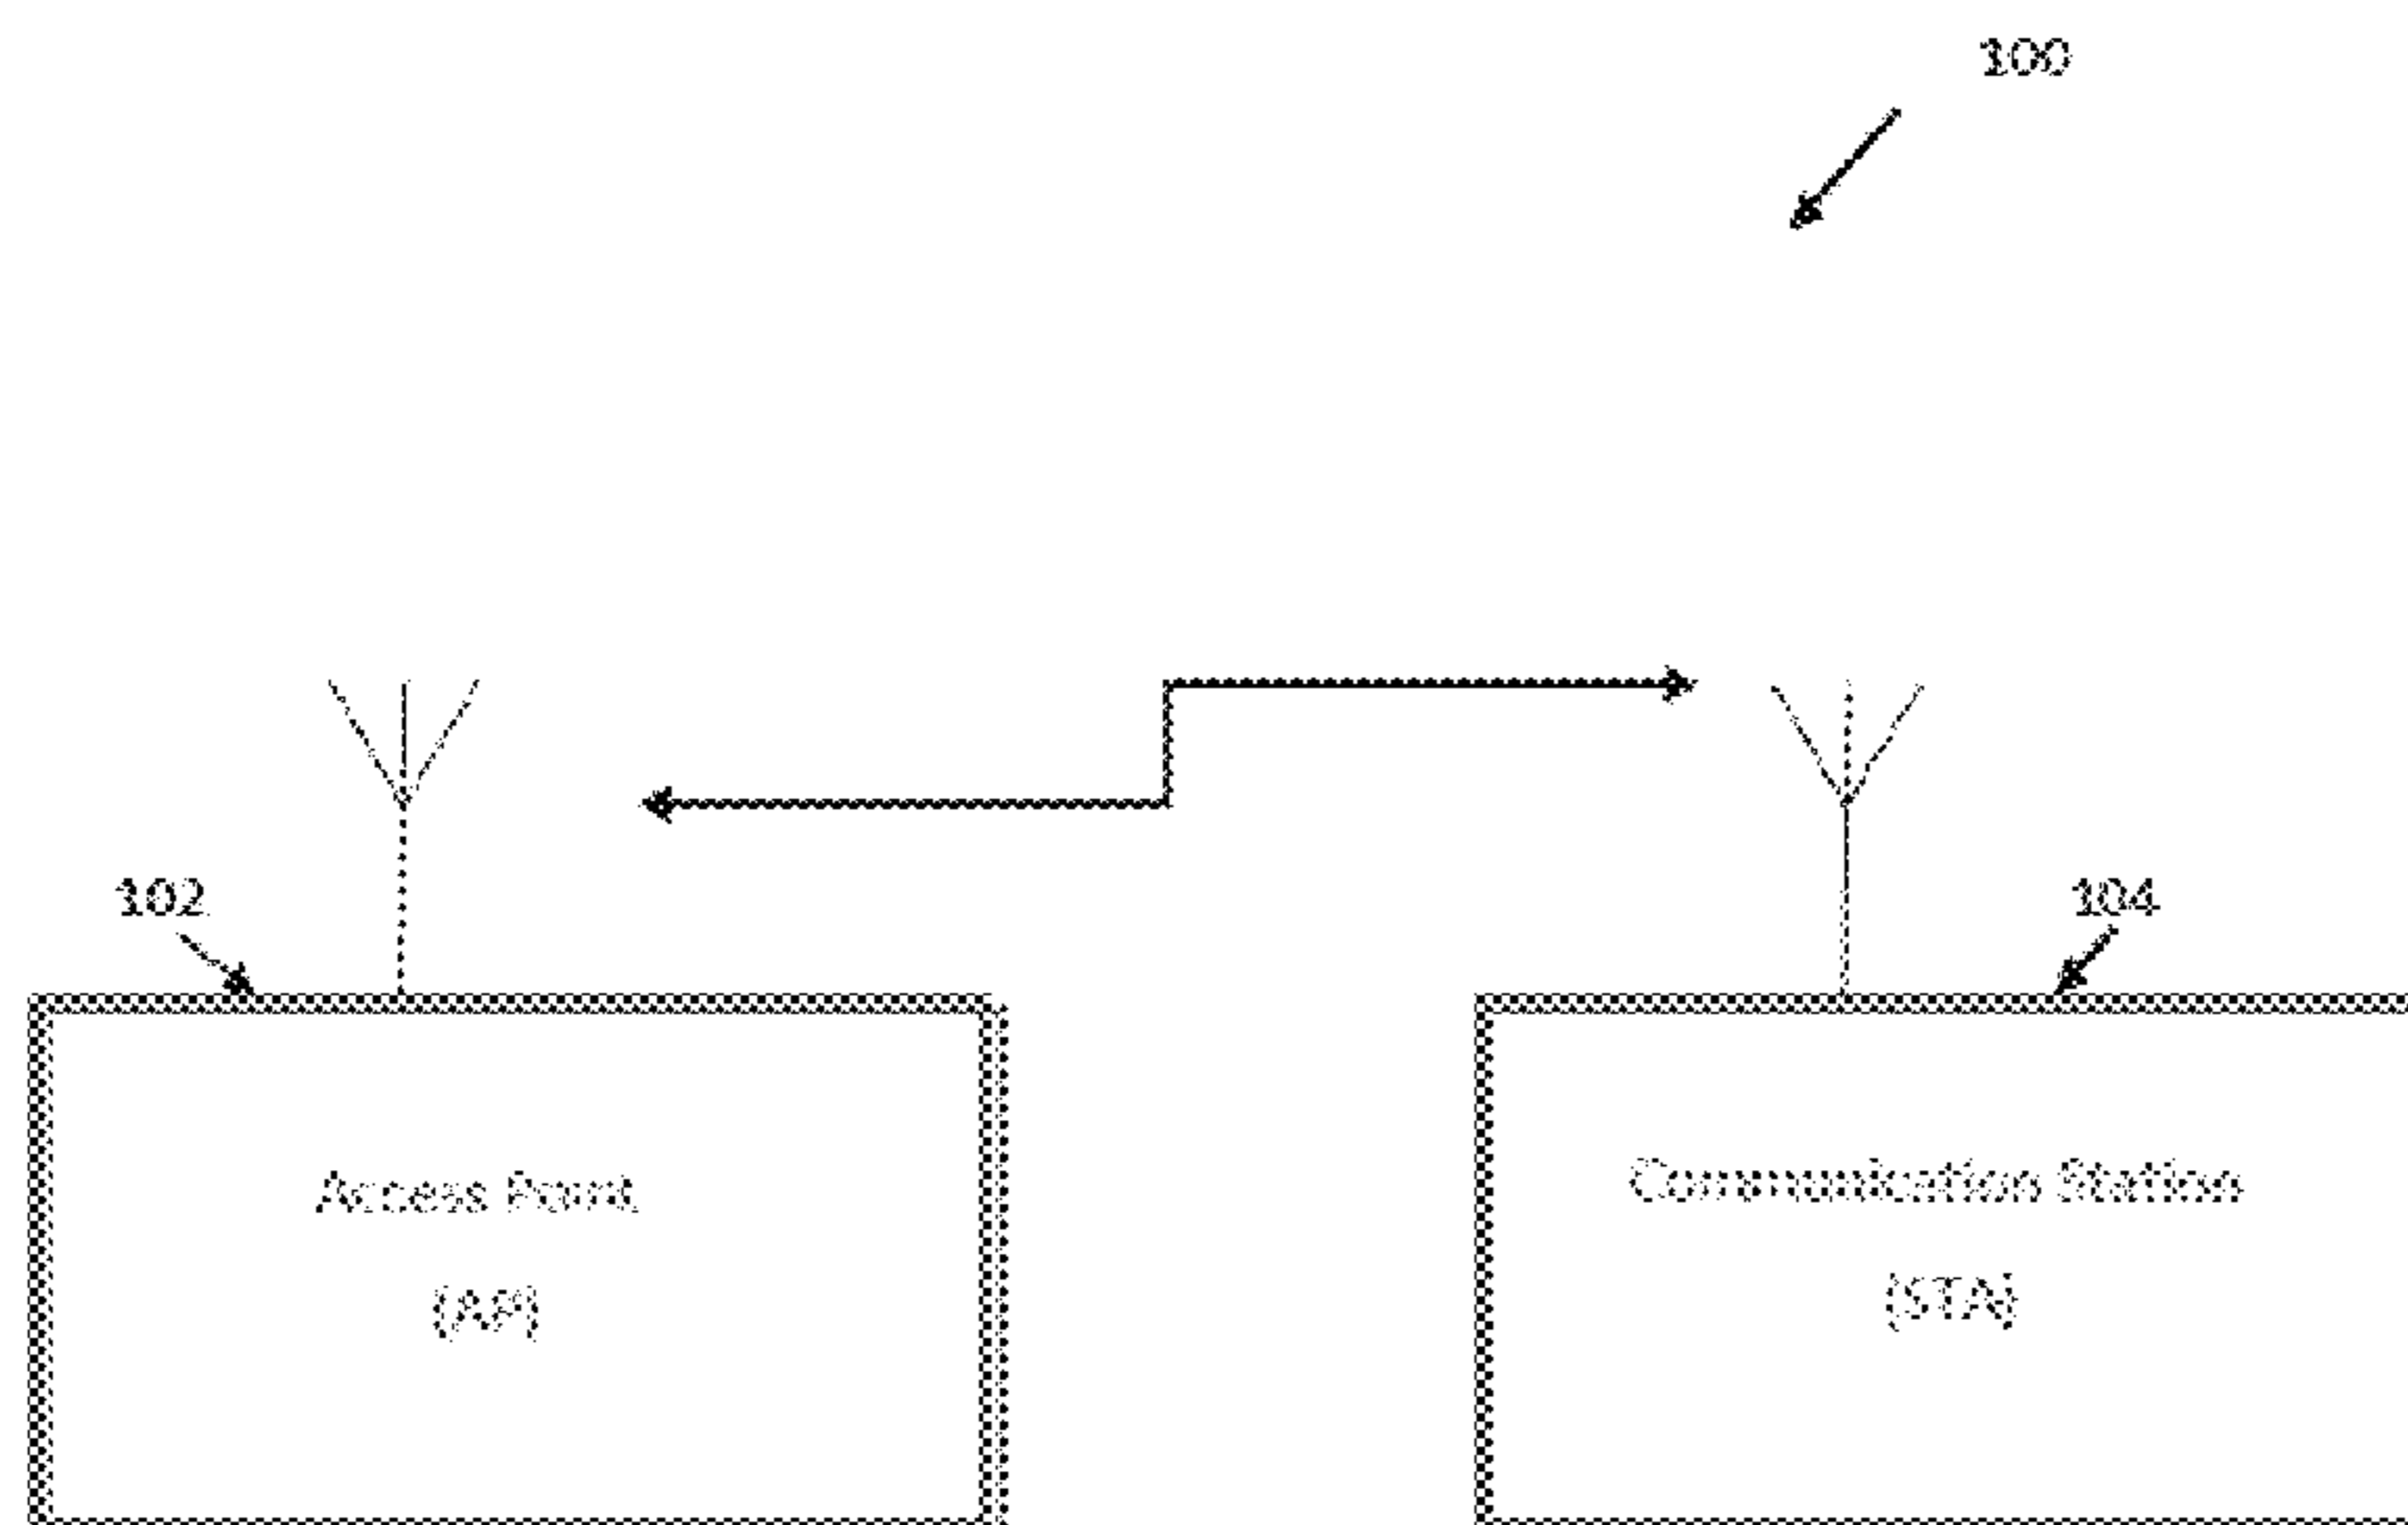 100
102
104
Access Point
(AP)
Communication Station
(STA)